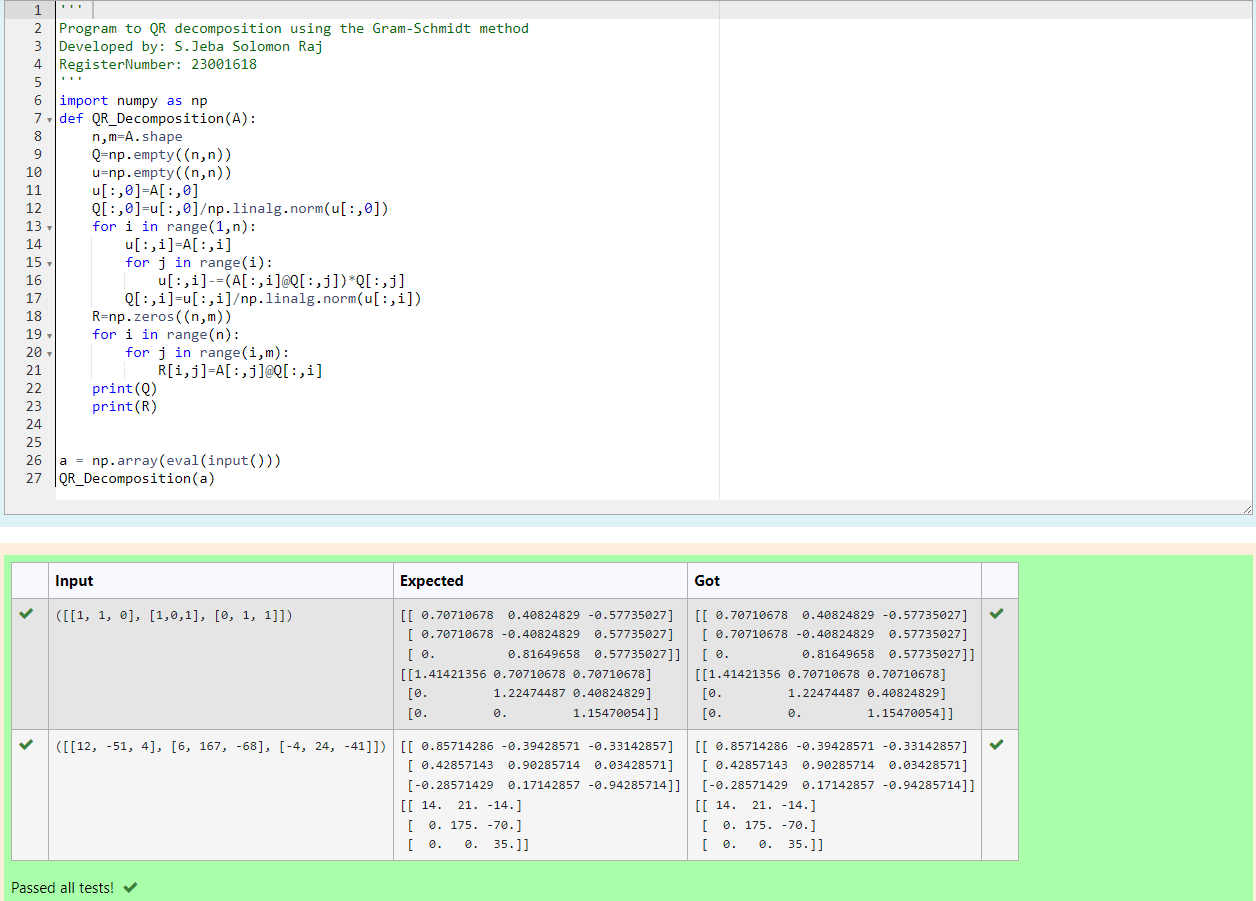 1 '''
2 Program to QR decomposition using the Gram-Schmidt method
3 Developed by: S.Jeba Solomon Raj
4 RegisterNumber: 23001618
5 '''
6 import numpy as np
7 def QR_Decomposition(A):
8     n,m=A.shape
9     Q=np.empty((n,n))
10     u=np.empty((n,n))
11     u[:,0]=A[:,0]
12     Q[:,0]=u[:,0]/np.linalg.norm(u[:,0])
13     for i in range(1,n):
14         u[:,i]=A[:,i]
15         for j in range(i):
16             u[:,i]-=(A[:,i]@Q[:,j])*Q[:,j]
17         Q[:,i]=u[:,i]/np.linalg.norm(u[:,i])
18     R=np.zeros((n,m))
19     for i in range(n):
20         for j in range(i,m):
21             R[i,j]=A[:,j]@Q[:,i]
22     print(Q)
23     print(R)
24
25
26 a = np.array(eval(input()))
27 QR_Decomposition(a)
Input Expected Got
([[1, 1, 0], [1,0,1], [0, 1, 1]]) [[ 0.70710678  0.40824829 -0.57735027] [[ 0.70710678  0.40824829 -0.57735027]
[ 0.70710678 -0.40824829  0.57735027] [ 0.70710678 -0.40824829  0.57735027]
[ 0.          0.81649658  0.57735027]] [ 0.          0.81649658  0.57735027]]
[[1.41421356 0.70710678 0.70710678] [[1.41421356 0.70710678 0.70710678]
[0.         1.22474487 0.40824829] [0.         1.22474487 0.40824829]
[0.         0.         1.15470054]] [0.         0.         1.15470054]]
([[12, -51, 4], [6, 167, -68], [-4, 24, -41]]) [[ 0.85714286 -0.39428571 -0.33142857] [[ 0.85714286 -0.39428571 -0.33142857]
[ 0.42857143  0.90285714  0.03428571] [ 0.42857143  0.90285714  0.03428571]
[-0.28571429  0.17142857 -0.94285714]] [-0.28571429  0.17142857 -0.94285714]]
[[ 14.  21. -14.] [[ 14.  21. -14.]
[  0. 175. -70.] [  0. 175. -70.]
[  0.   0.  35.]] [  0.   0.  35.]]
Passed all tests!